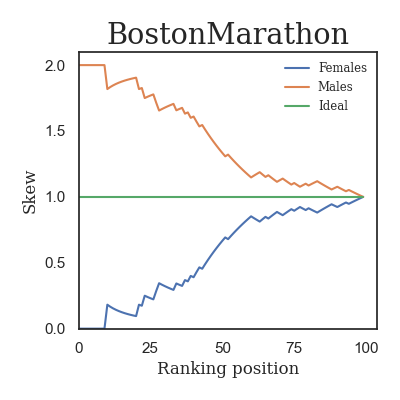 BostonMarathon
Females
Males
Ideal
2.0
1.5
1.0
0.5
0.0
Skew
0 25 50 75 100
Ranking position